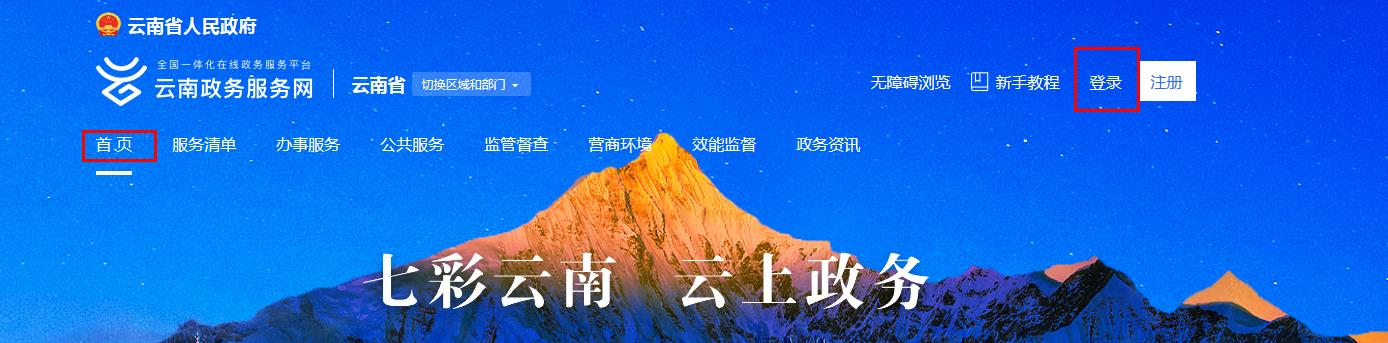 云南省人民政府
全国一体化在线政务服务平台
云南政务服务网
云南省 切换区域和部门
无障碍浏览 新手教程 登录 注册
首页 服务清单 办事服务 公共服务 监管督查 营商环境 效能监督 政务资讯
七彩云南 云上政务